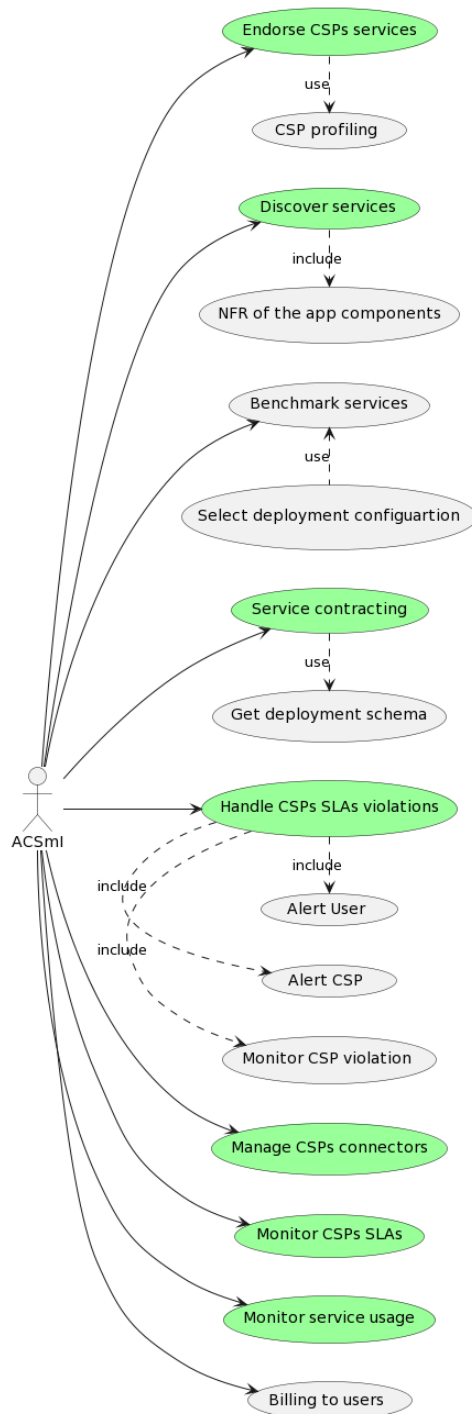 Endorse CSPs services
use
CSP profiling
Discover services
include
NFR of the app components
Benchmark services
use
Select deployment configuartion
Service contracting
use
Get deployment schema
ACSmI
Handle CSPs SLAs violations
include
include
Alert User
include
Alert CSP
Monitor CSP violation
Manage CSPs connectors
Monitor CSPs SLAs
Monitor service usage
Billing to users